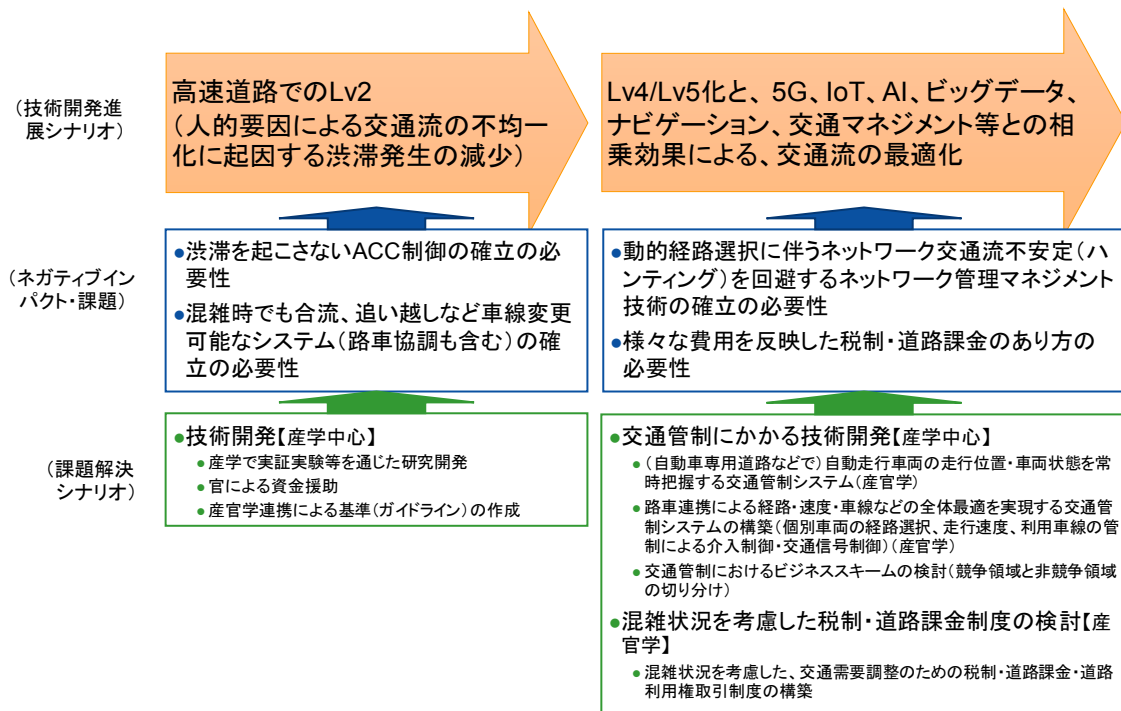 (技術開発進
展シナリオ)
高速道路でのLv2
(人的要因による交通流の不均一
化に起因する渋滞発生の減少)
Lv4/Lv5化と、5G、IoT、AI、ビッグデータ、
ナビゲーション、交通マネジメント等との相
乗効果による、交通流の最適化
(ネガティブイン
パクト・課題)
●渋滞を起こさないACC制御の確立の必
要性
●混雑時でも合流、追い越しなど車線変更
可能なシステム(路車協調も含む)の確
立の必要性
●動的経路選択に伴うネットワーク交通流不安定(ハ
ンティング)を回避するネットワーク管理マネジメント
技術の確立の必要性
●様々な費用を反映した税制・道路課金のあり方の
必要性
(課題解決
シナリオ)
●技術開発【産学中心】
●産学で実証実験等を通じた研究開発
●官による資金援助
●産官学連携による基準(ガイドライン)の作成
●交通管制にかかる技術開発【産学中心】
●(自動車専用道路などで)自動走行車両の走行位置・車両状態を常
時把握する交通管制システム(産官学)
●路車連携による経路・速度・車線などの全体最適を実現する交通管
制システムの構築(個別車両の経路選択、走行速度、利用車線の管
制による介入制御・交通信号制御)(産官学)
●交通管制におけるビジネススキームの検討(競争領域と非競争領域
の切り分け)
●混雑状況を考慮した税制・道路課金制度の検討【産
官学】
●混雑状況を考慮した、交通需要調整のための税制・道路課金・道路
利用権取引制度の構築